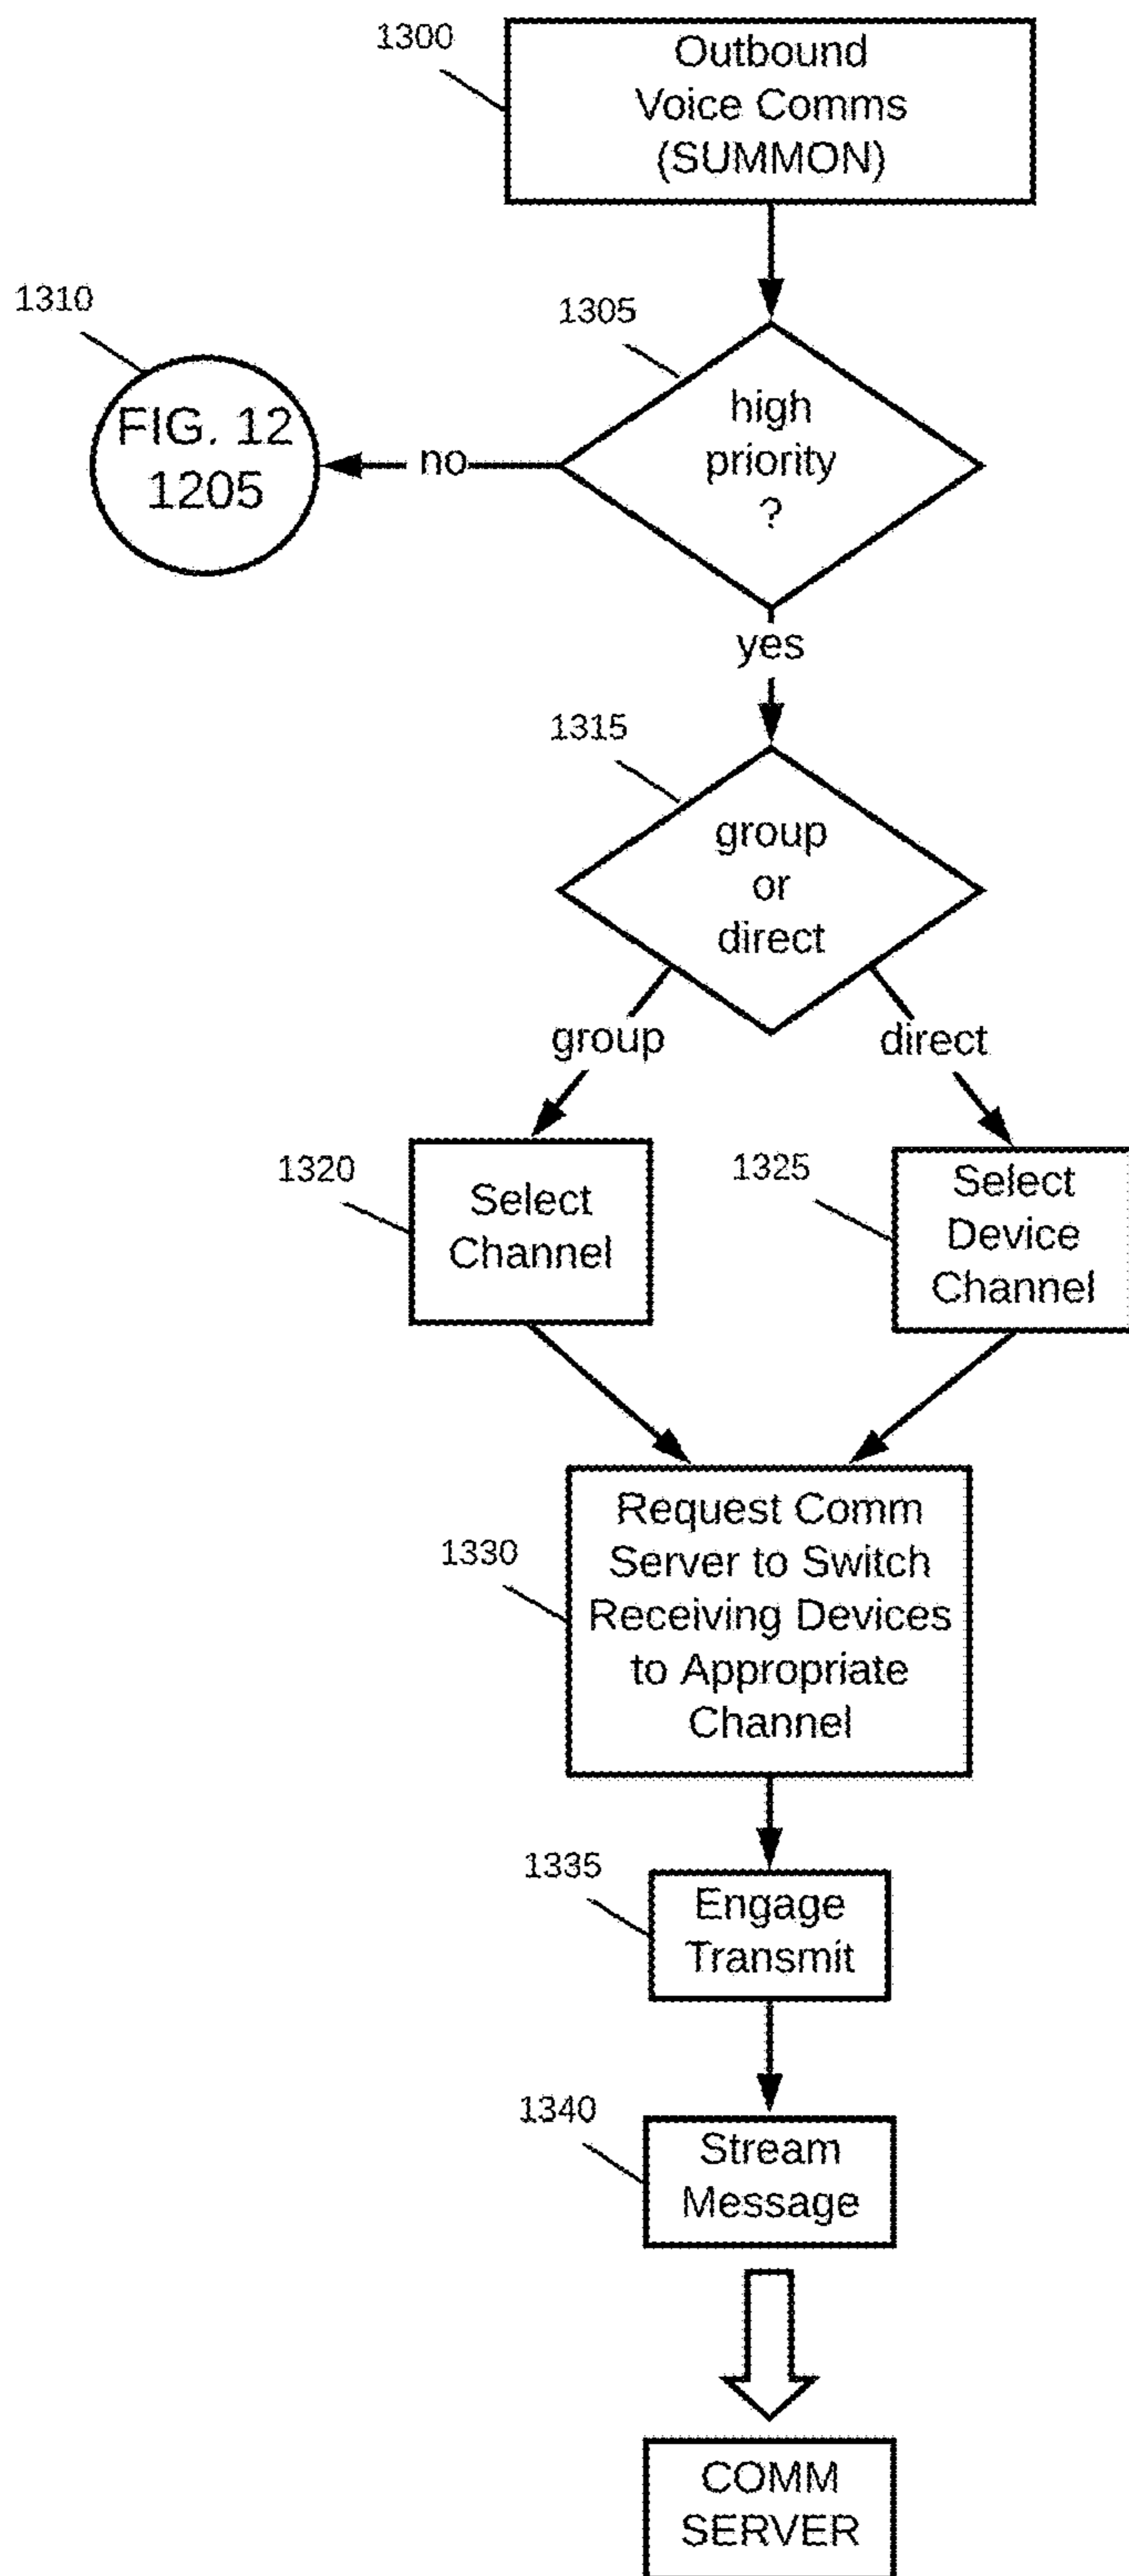 1300
Outbound
Voice Comms
(SUMMON)
1310
1305
FIG. 12
1205
no
high
priority
?
yes
1315
group
or
direct
group
direct
1320
Select
Channel
1325
Select
Device
Channel
1330
Request Comm
Server to Switch
Receiving Devices
to Appropriate
Channel
1335
Engage
Transmit
1340
Stream
Message
COMM
SERVER